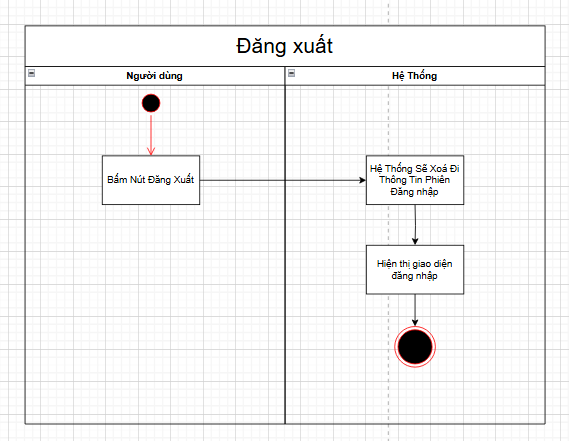 Đăng xuất
Người dùng
Hệ Thống
Bấm Nút Đăng Xuất
Hệ Thống Sẽ Xoá Đi
Thông Tin Phiên
Đăng nhập
Hiện thị giao diện
đăng nhập